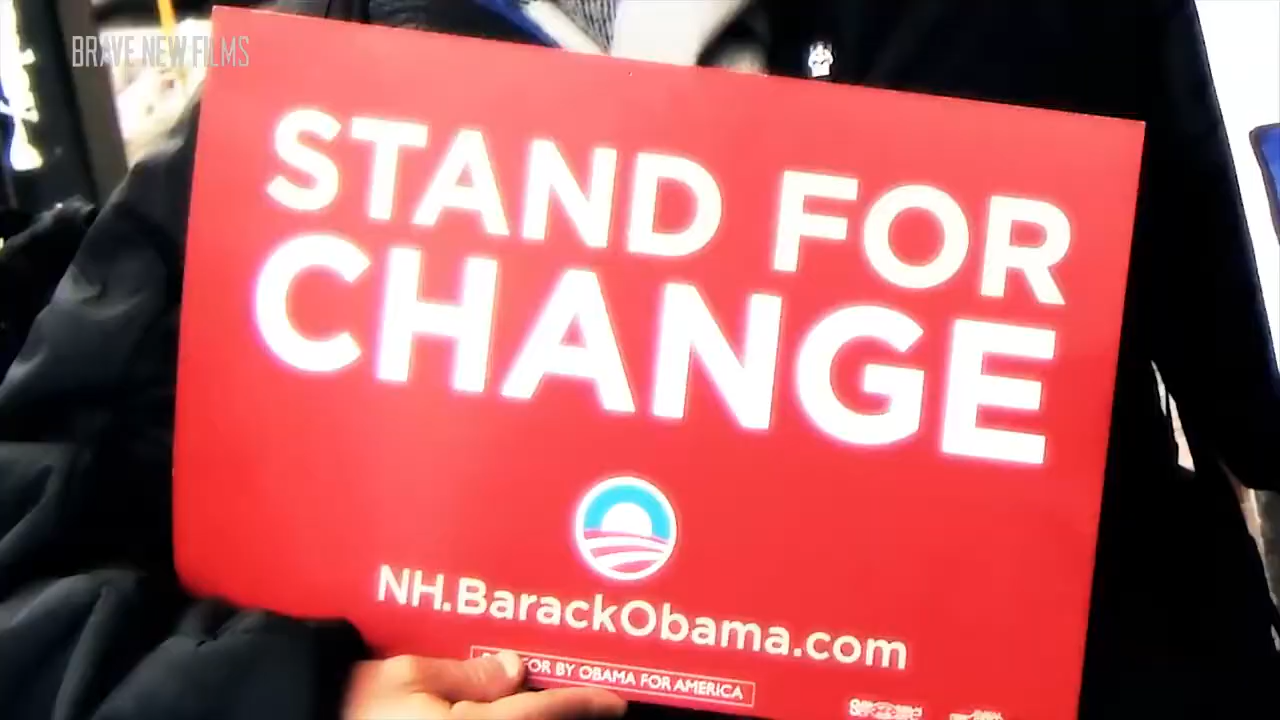 BRAVE NEW FILMS
STAND FOR
CHANGE
NH.BarackObama.com
FOR BY OBAMA FOR AMERICA